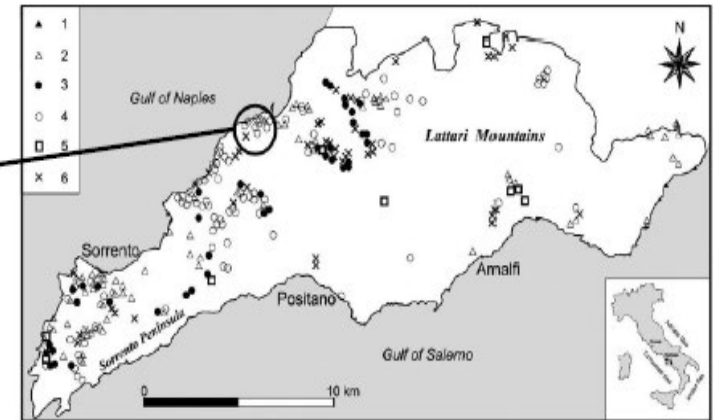 1
2
3
4
5
6
N
Gulf of Naples
Lattari Mountains
Sorrento
Amalfi
Positano
Sorrento Peninsula
Gulf of Salerno
0 10 km